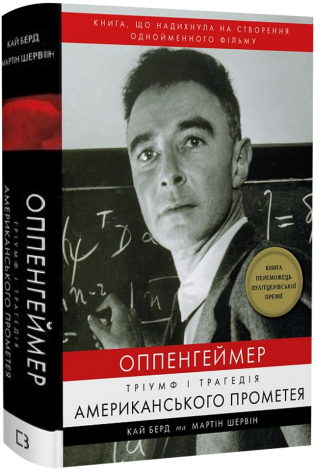 КНИГА, ЩО НАДИХНУЛА НА СТВОРЕННЯ
ОДНОЙМЕННОГО ФІЛЬМУ
КНИГА
ПЕРЕМОЖЕЦЬ
ПУЛІТЦЕРІВСЬКОЇ
ПРЕМІЇ
ОППЕНГЕЙМЕР
ТРІУМФ І ТРАГЕДІЯ
АМЕРИКАНСЬКОГО ПРОМЕТЕЯ
КАЙ БЕРД та МАРТІН ШЕРВІН
КАЙ БЕРД
МАРТІН ШЕРВІН
ОППЕНГЕЙМЕР
ТРІУМФ І ТРАГЕДІЯ
АМЕРИКАНСЬКОГО ПРОМЕТЕЯ